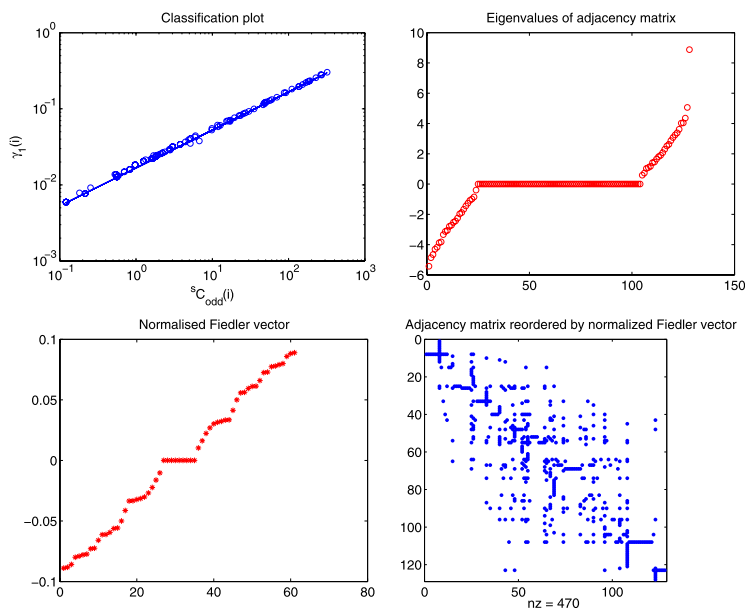 Classification plot
10^0
10^-1
10^-2
10^-3
γ_1(i)
10^-1 10^0 10^1 10^2 10^3
^sC_odd(i)
Eigenvalues of adjacency matrix
10
8
6
4
2
0
−2
−4
−6
0 50 100 150
Normalised Fiedler vector
0.1
0.05
0
−0.05
−0.1
0 20 40 60 80
Adjacency matrix reordered by normalized Fiedler vector
0
20
40
60
80
100
120
50 100
nz = 470